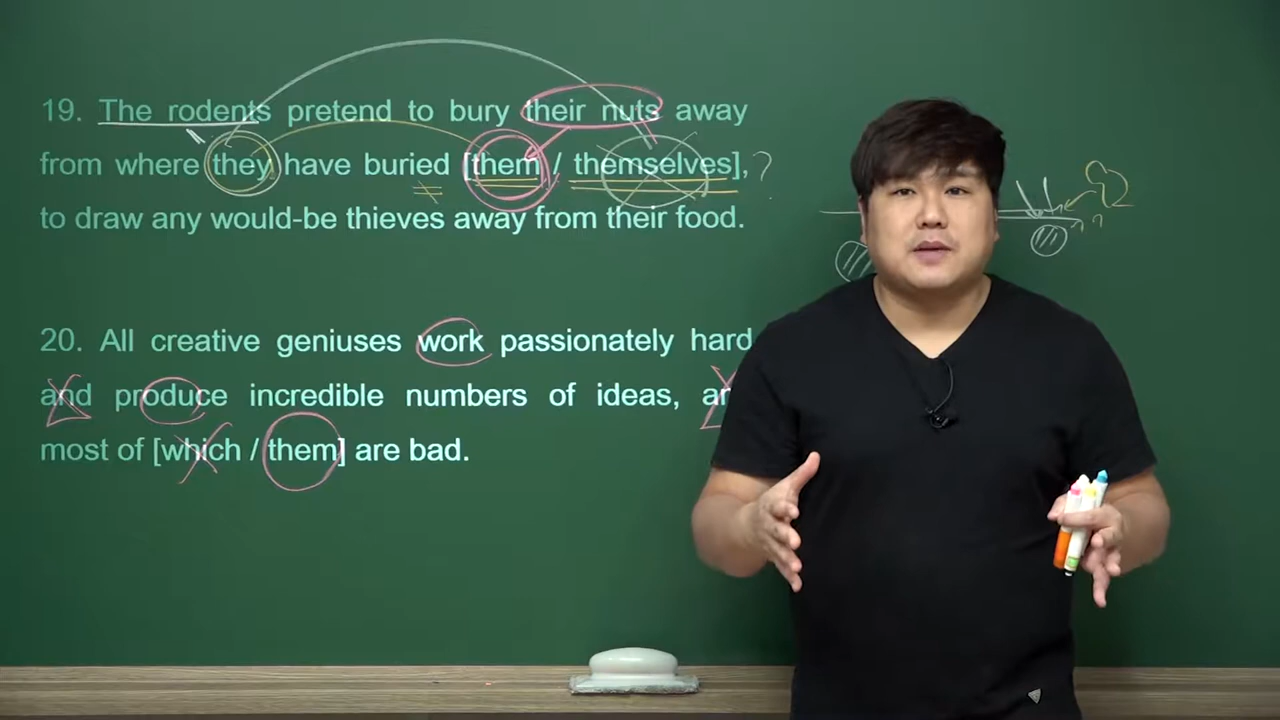 19. The rodents pretend to bury their nuts away
from where they have buried [them / themselves], ?
to draw any would-be thieves away from their food.
20. All creative geniuses work passionately hard
and produce incredible numbers of ideas,
most of [which / them] are bad.